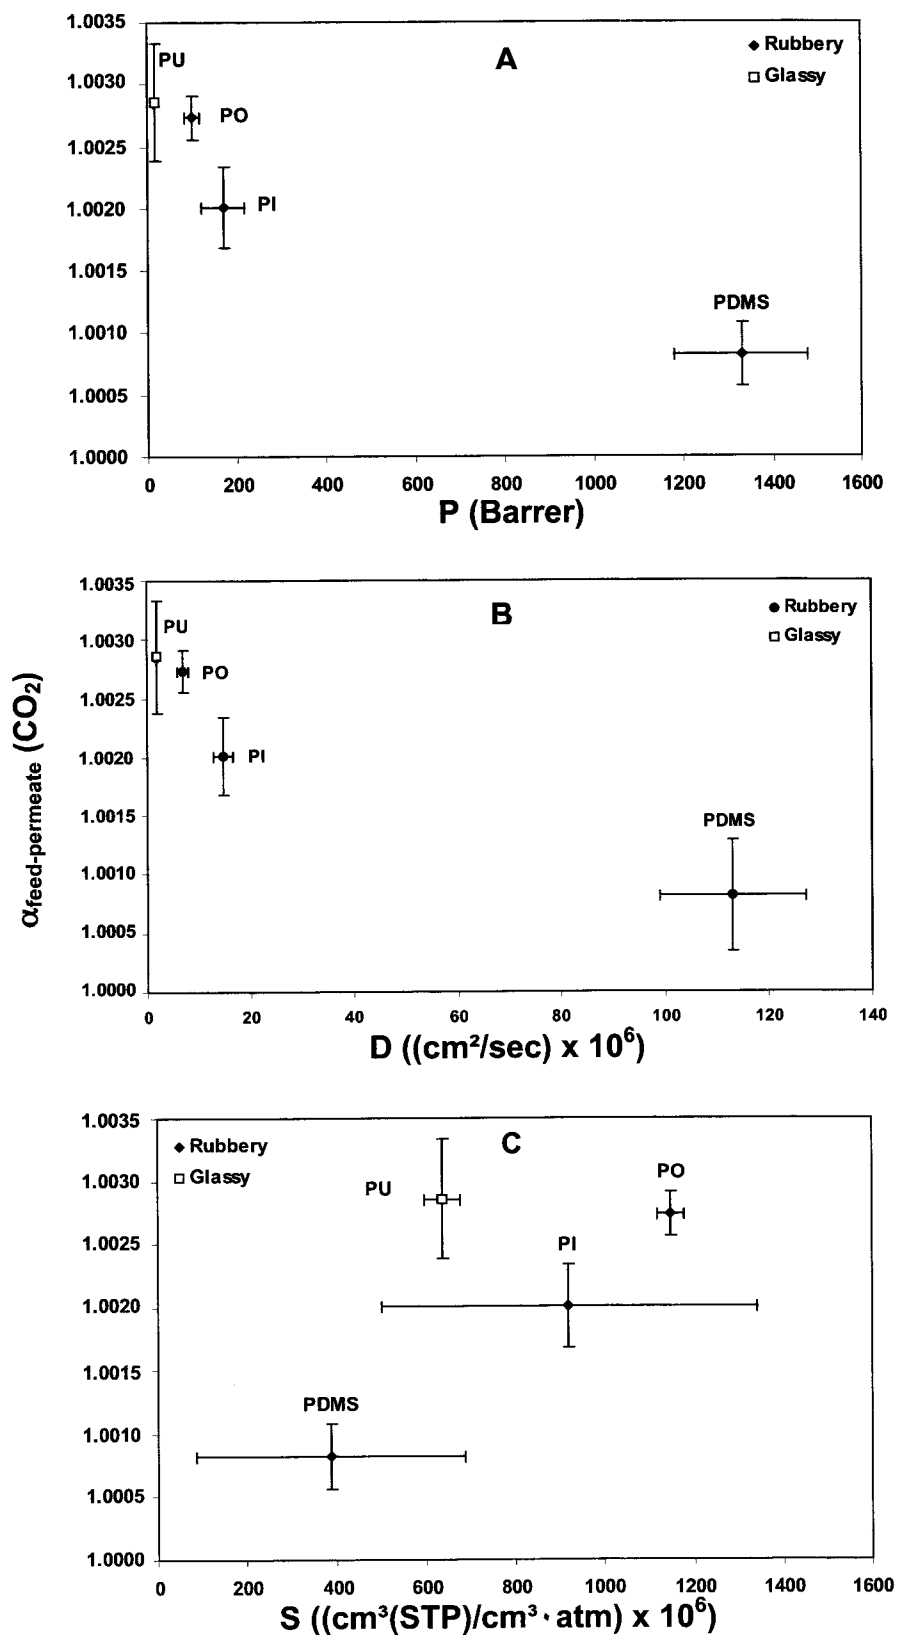 α feed-permeate (CO2)
1.0035
A
Rubbery
Glassy
1.0030
PU
PO
1.0025
1.0020
PI
1.0015
PDMS
1.0010
1.0005
1.0000
0 200 400 600 800 1000 1200 1400 1600
P (Barrer)
1.0035
B
Rubbery
Glassy
1.0030
PU
PO
1.0025
1.0020
PI
1.0015
PDMS
1.0010
1.0005
1.0000
0 20 40 60 80 100 120 140
D ((cm²/sec) x 10⁶)
1.0035
Rubbery
Glassy
C
1.0030
PU
PO
1.0025
PI
1.0020
1.0015
PDMS
1.0010
1.0005
1.0000
0 200 400 600 800 1000 1200 1400 1600
S ((cm³(STP)/cm³·atm) x 10⁶)